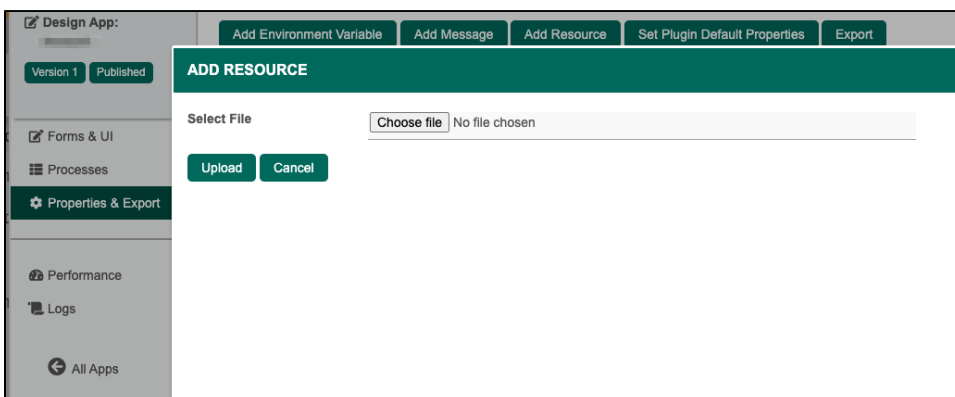 Design App:
Version 1 Published
Forms & UI
Processes
Properties & Export
Performance
Logs
All Apps
Add Environment Variable Add Message Add Resource Set Plugin Default Properties Export
ADD RESOURCE
Select File Choose file No file chosen
Upload Cancel